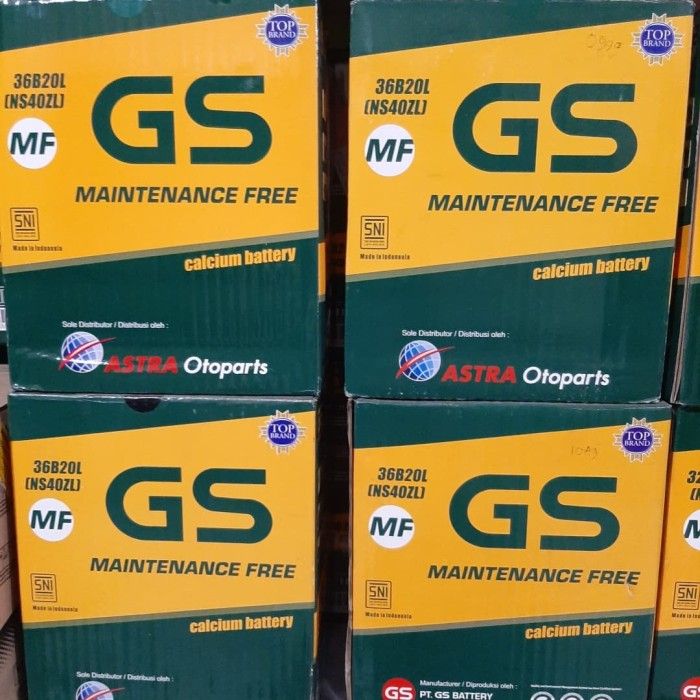 TOP
BRAND
36B20L
(NS40ZL)
GS
MF
MAINTENANCE FREE
SNI
Made in Indonesia
calcium battery
Sole Distributor / Distribusi oleh :
ASTRA Otoparts
TOP
BRAND
36B20L
(NS40ZL)
GS
MF
MAINTENANCE FREE
SNI
Made in Indonesia
calcium battery
Sole Distributor / Distribusi oleh :
ASTRA Otoparts
TOP
BRAND
36B20L
(NS40ZL)
GS
MF
MAINTENANCE FREE
SNI
Made in Indonesia
calcium battery
Sole Distributor / Distribusi oleh :
TOP
BRAND
36B20L
(NS40ZL)
GS
MF
MAINTENANCE FREE
SNI
Made in Indonesia
calcium battery
GS
Manufacturer / Diproduksi oleh :
PT. GS BATTERY